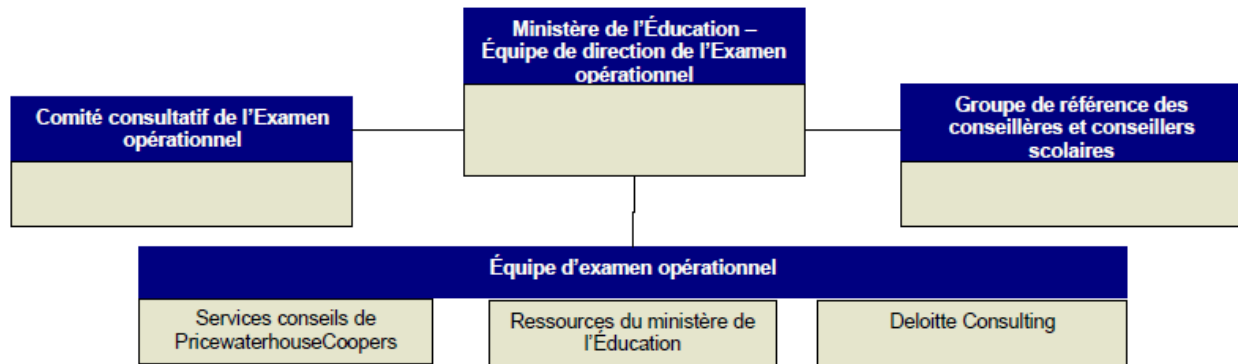 Ministère de l'Éducation –
Équipe de direction de l'Examen
opérationnel
Comité consultatif de l'Examen
opérationnel
Groupe de référence des
conseillères et conseillers
scolaires
Équipe d'examen opérationnel
Services conseils de
PricewaterhouseCoopers
Ressources du ministère de
l'Éducation
Deloitte Consulting